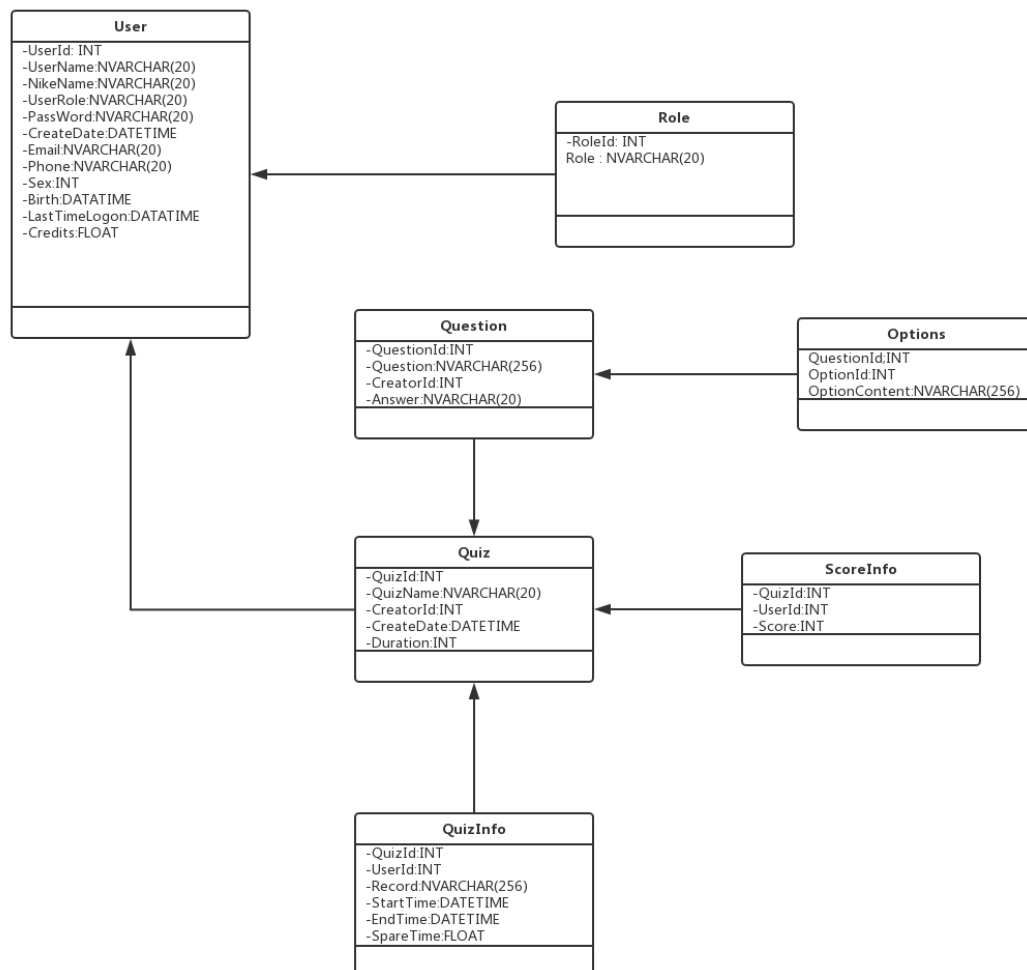 User
-UserId: INT
-UserName:NVARCHAR(20)
-NikeName:NVARCHAR(20)
-UserRole:NVARCHAR(20)
-PassWord:NVARCHAR(20)
-CreateDate:DATETIME
-Email:NVARCHAR(20)
-Phone:NVARCHAR(20)
-Sex:INT
-Birth:DATATIME
-LastTimeLogon:DATATIME
-Credits:FLOAT
Role
-RoleId: INT
Role : NVARCHAR(20)
Question
-QuestionId:INT
-Question:NVARCHAR(256)
-CreatorId:INT
-Answer:NVARCHAR(20)
Options
QuestionId;INT
OptionId:INT
OptionContent:NVARCHAR(256)
Quiz
-QuizId:INT
-QuizName:NVARCHAR(20)
-CreatorId:INT
-CreateDate:DATETIME
-Duration:INT
ScoreInfo
-QuizId:INT
-UserId:INT
-Score:INT
QuizInfo
-QuizId:INT
-UserId:INT
-Record:NVARCHAR(256)
-StartTime:DATETIME
-EndTime:DATETIME
-SpareTime:FLOAT